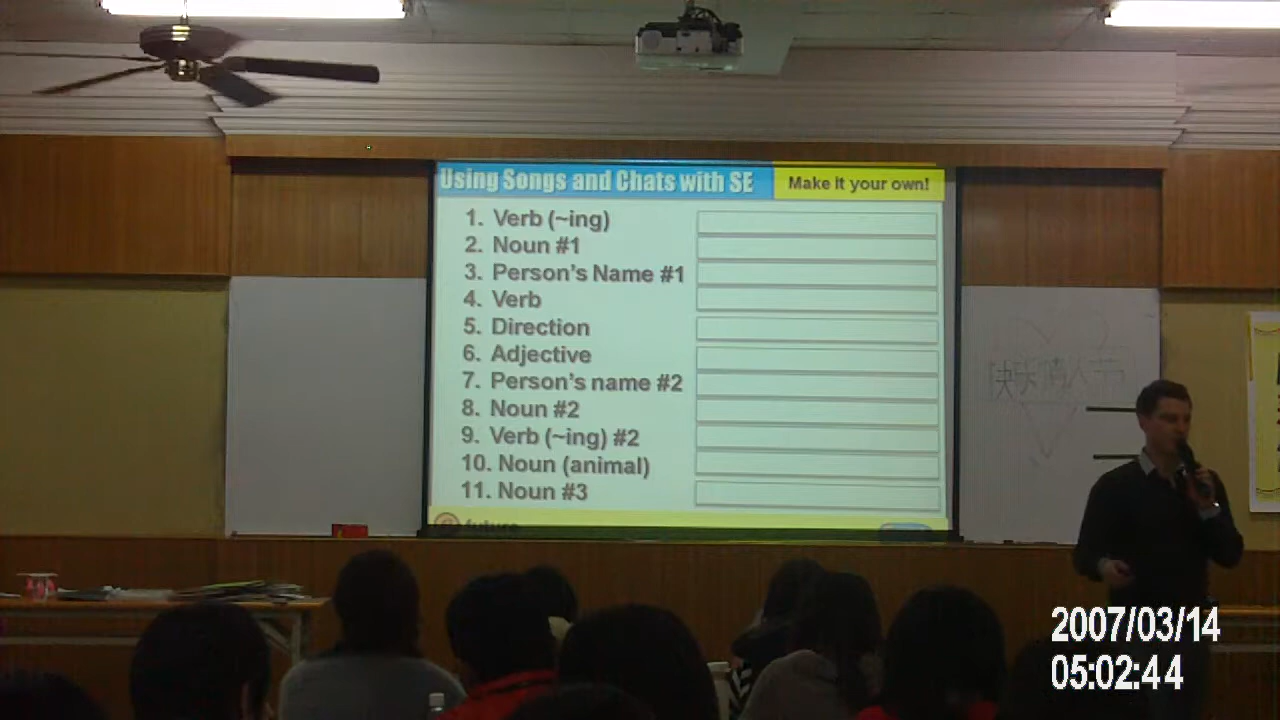 Using Songs and Chats with SE
Make it your own!
1. Verb (~ing)
2. Noun #1
3. Person's Name #1
4. Verb
5. Direction
6. Adjective
7. Person's name #2
8. Noun #2
9. Verb (~ing) #2
10. Noun (animal)
11. Noun #3
future
情人节
2007/03/14
05:02:44